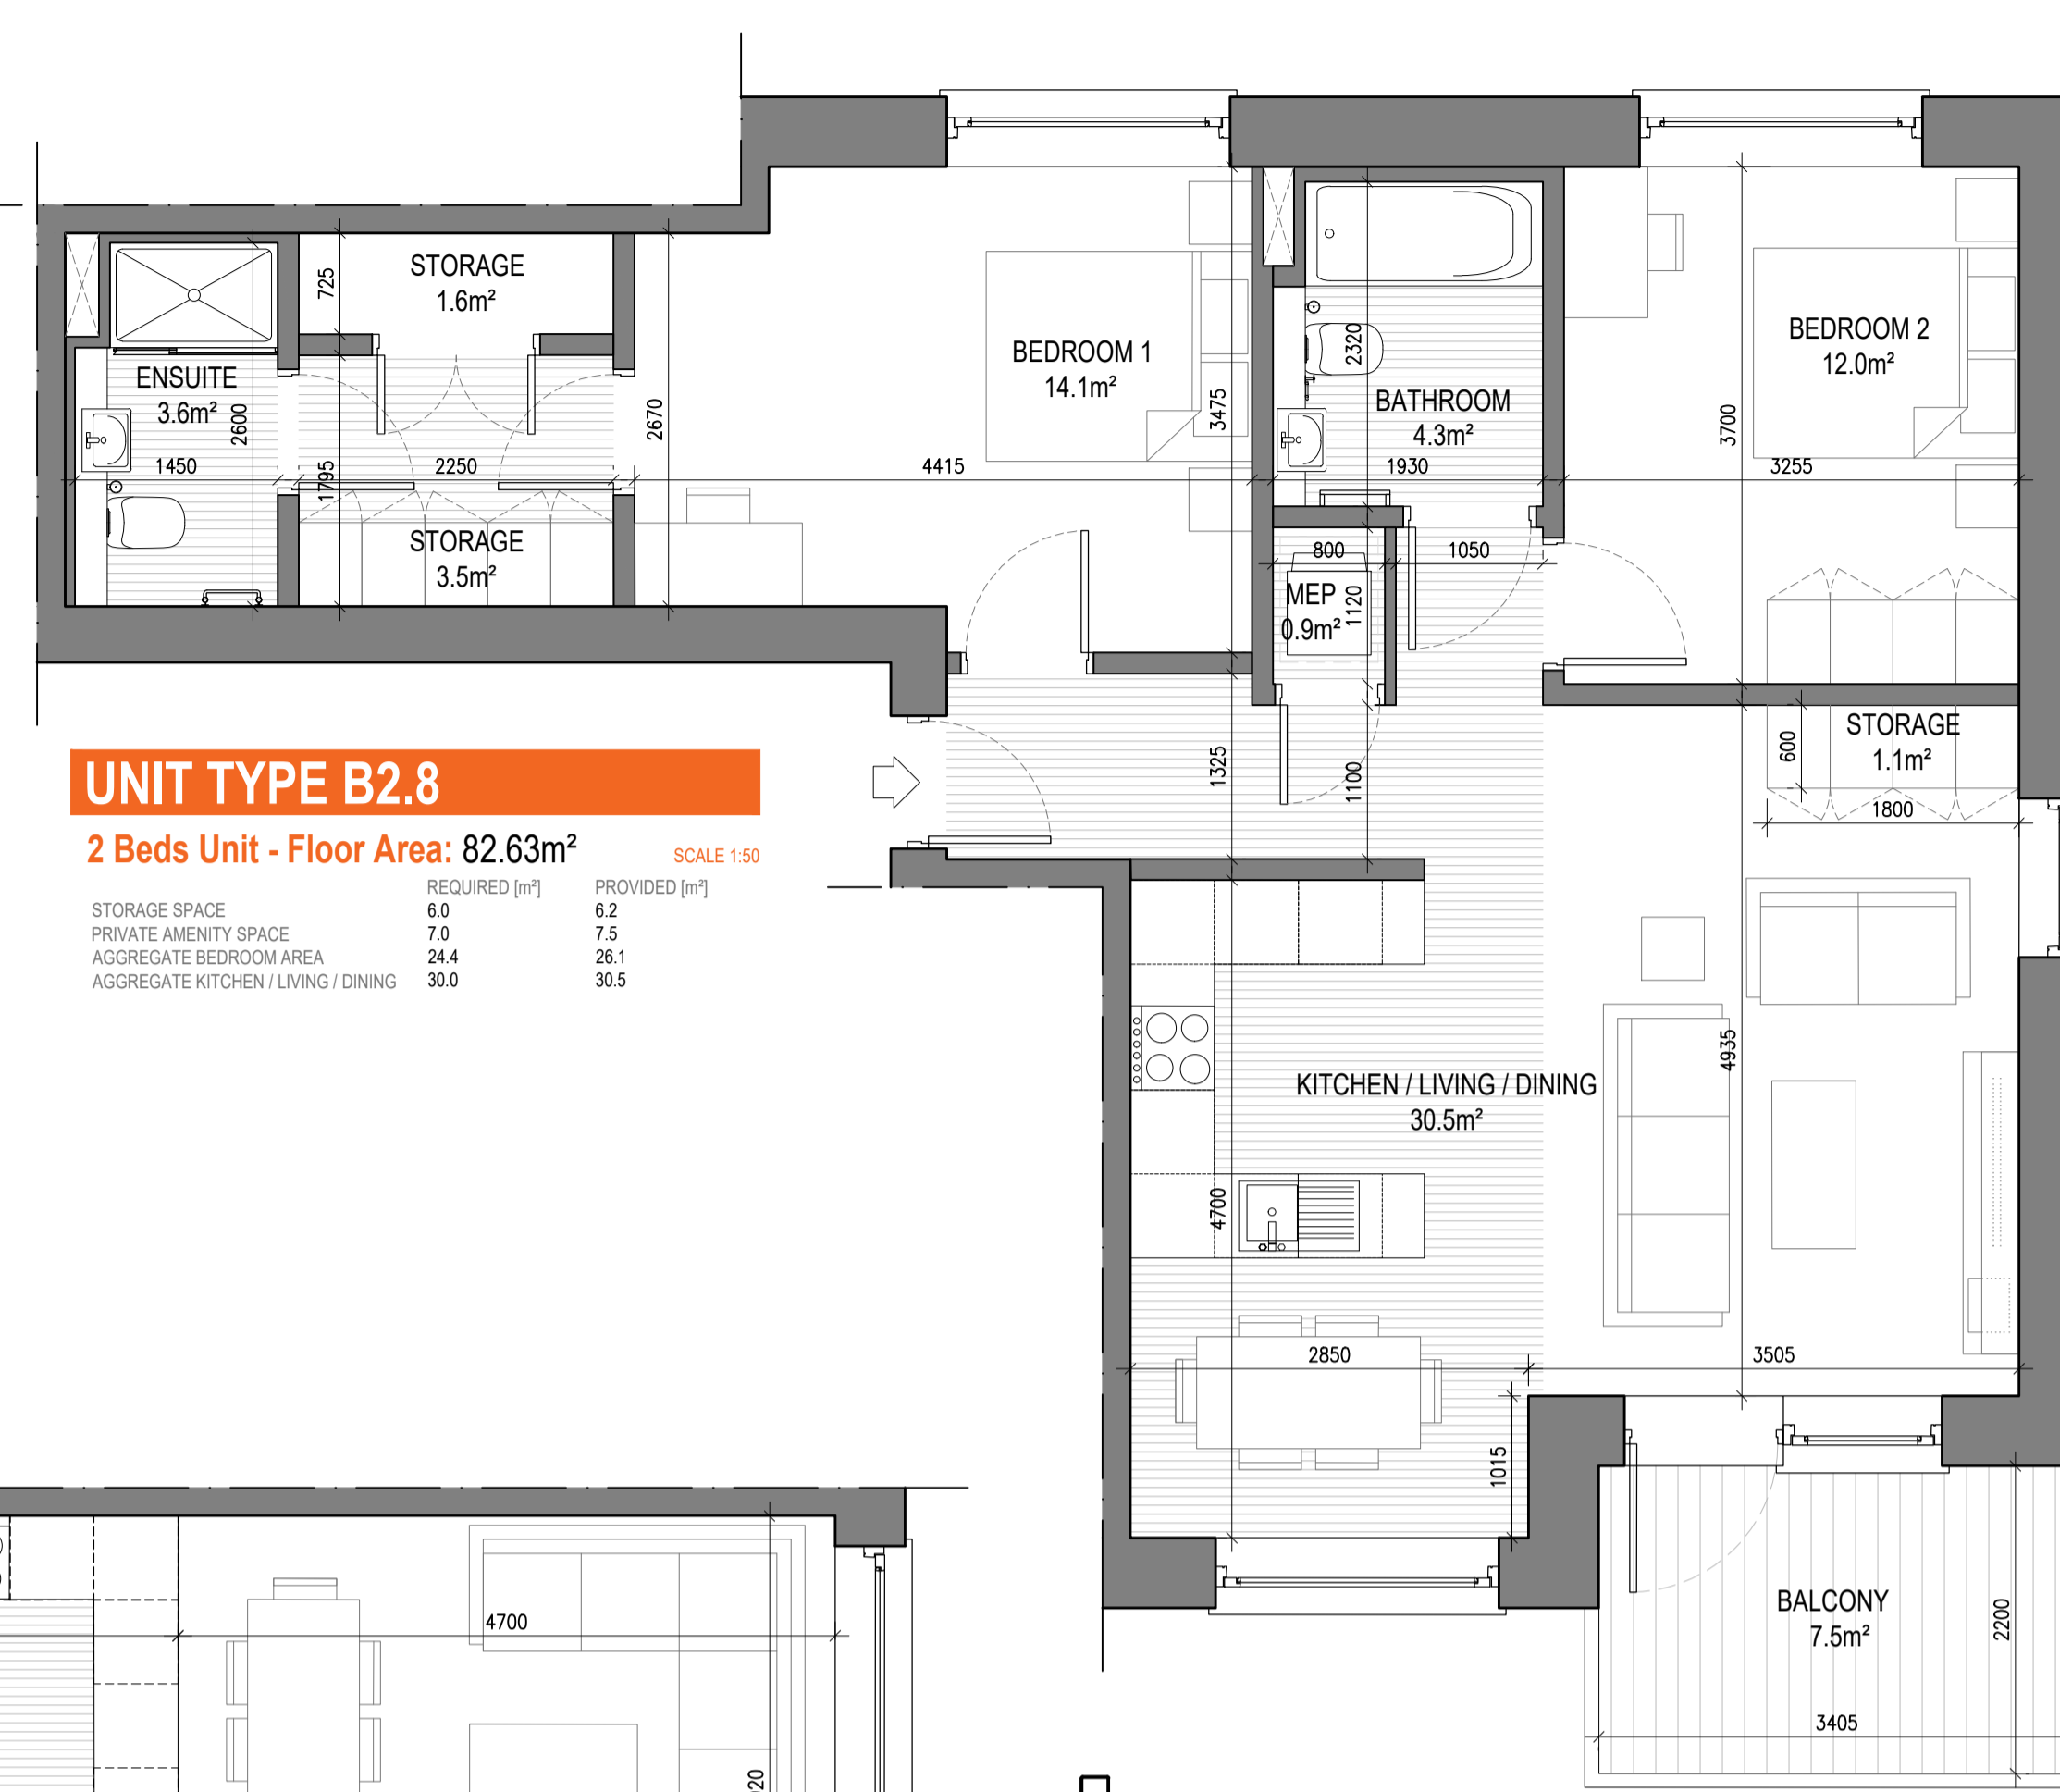 STORAGE
1.6m²
725
ENSUITE
3.6m²
2600
1450
1795
2250
2670
STORAGE
3.5m²
BEDROOM 1
14.1m²
3475
4415
2320
BATHROOM
4.3m²
1930
BEDROOM 2
12.0m²
3700
3255
800
1050
MEP
0.9m²
1120
1325
1100
STORAGE
1.1m²
600
1800
UNIT TYPE B2.8
2 Beds Unit - Floor Area: 82.63m²
SCALE 1:50
REQUIRED [m²] PROVIDED [m²]
STORAGE SPACE 6.0 6.2
PRIVATE AMENITY SPACE 7.0 7.5
AGGREGATE BEDROOM AREA 24.4 26.1
AGGREGATE KITCHEN / LIVING / DINING 30.0 30.5
KITCHEN / LIVING / DINING
30.5m²
4935
4700
2850
3505
1015
BALCONY
7.5m²
2200
3405
4700